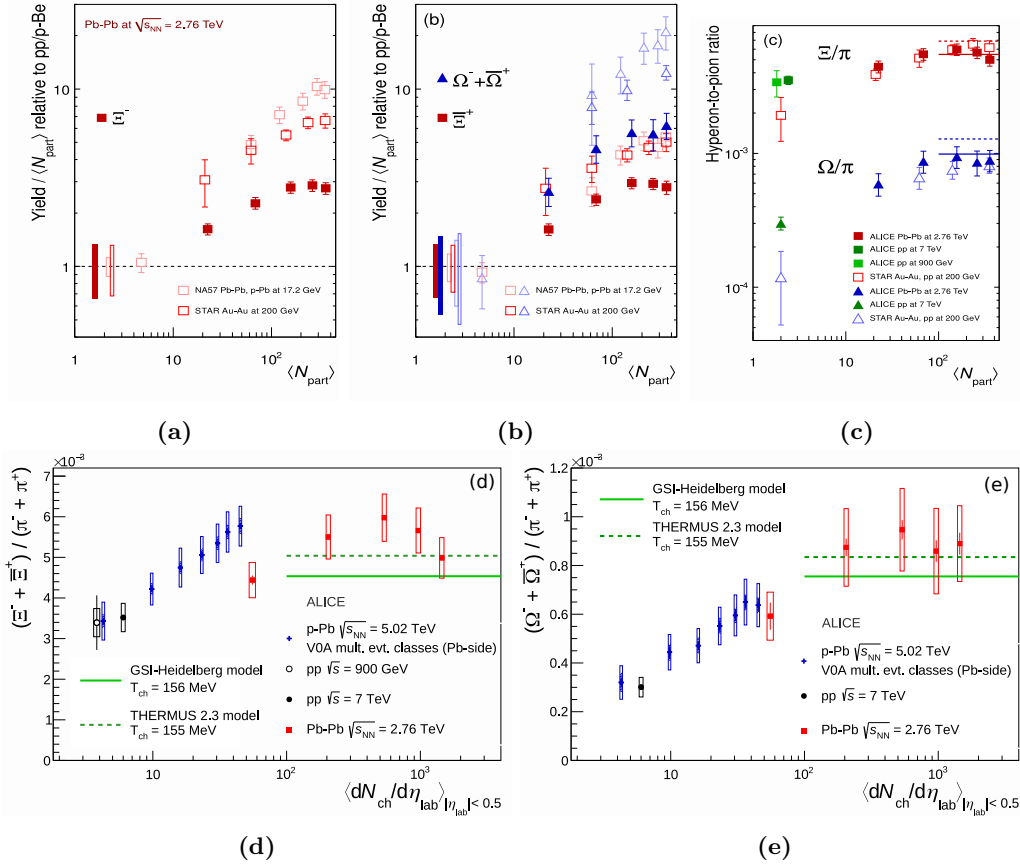 Pb-Pb at √sNN = 2.76 TeV
Yield / ⟨Npart⟩ relative to pp/p-Be
10
1
Ξ-
NA57 Pb-Pb, p-Pb at 17.2 GeV
STAR Au-Au at 200 GeV
1 10 10²
⟨Npart⟩
(a)
(b)
Yield / ⟨Npart⟩ relative to pp/p-Be
10
1
Ω- + Ω̅+
Ξ̅+
NA57 Pb-Pb, p-Pb at 17.2 GeV
STAR Au-Au at 200 GeV
1 10 10²
⟨Npart⟩
(b)
(c)
Hyperon-to-pion ratio
10⁻³
10⁻⁴
Ξ/π
Ω/π
ALICE Pb-Pb at 2.76 TeV
ALICE pp at 7 TeV
ALICE pp at 900 GeV
STAR Au-Au, pp at 200 GeV
ALICE Pb-Pb at 2.76 TeV
ALICE pp at 7 TeV
STAR Au-Au, pp at 200 GeV
1 10 10²
⟨Npart⟩
(c)
×10⁻³
(d)
(Ξ- + Ξ̅+) / (π- + π+)
7
6
5
4
3
2
1
0
ALICE
p-Pb √sNN = 5.02 TeV
V0A mult. evt. classes (Pb-side)
pp √s = 900 GeV
pp √s = 7 TeV
Pb-Pb √sNN = 2.76 TeV
GSI-Heidelberg model
Tch = 156 MeV
THERMUS 2.3 model
Tch = 155 MeV
10 10² 10³
⟨dNch/dηlab⟩|ηlab| < 0.5
(d)
×10⁻³
(e)
(Ω- + Ω̅+) / (π- + π+)
1.2
1
0.8
0.6
0.4
0.2
0
GSI-Heidelberg model
Tch = 156 MeV
THERMUS 2.3 model
Tch = 155 MeV
ALICE
p-Pb √sNN = 5.02 TeV
V0A mult. evt. classes (Pb-side)
pp √s = 7 TeV
Pb-Pb √sNN = 2.76 TeV
10 10² 10³
⟨dNch/dηlab⟩|ηlab| < 0.5
(e)